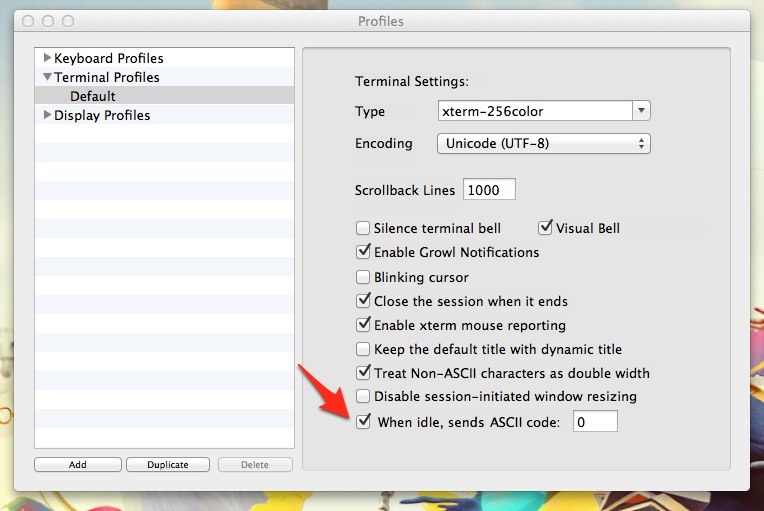 Profiles
Keyboard Profiles
Terminal Profiles
Default
Display Profiles
Add
Duplicate
Delete
Terminal Settings:
Type xterm-256color
Encoding Unicode (UTF-8)
Scrollback Lines 1000
Silence terminal bell Visual Bell
Enable Growl Notifications
Blinking cursor
Close the session when it ends
Enable xterm mouse reporting
Keep the default title with dynamic title
Treat Non-ASCII characters as double width
Disable session-initiated window resizing
When idle, sends ASCII code: 0